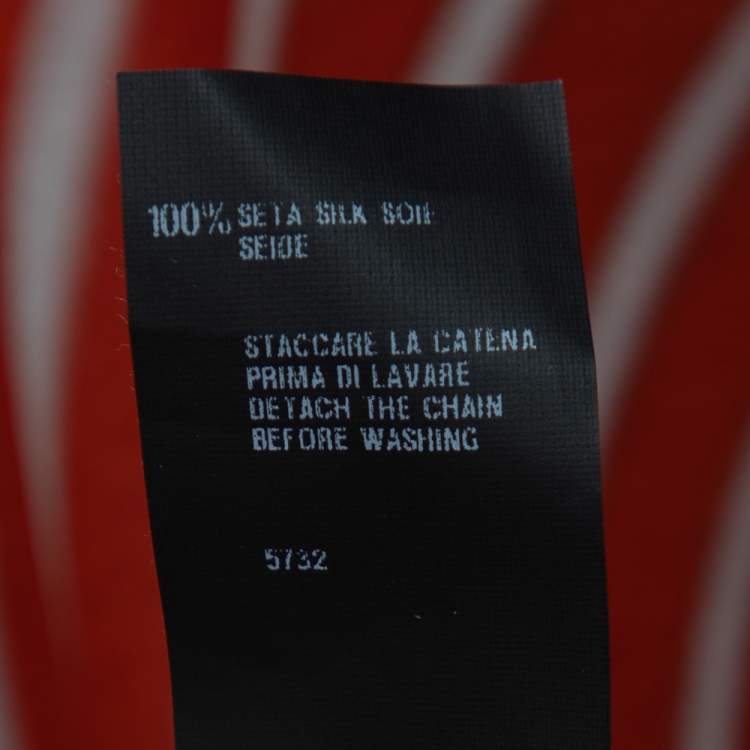 100% SETA SILK SOIE
SEIDE
STACCARE LA CATENA
PRIMA DI LAVARE
DETACH THE CHAIN
BEFORE WASHING
5732